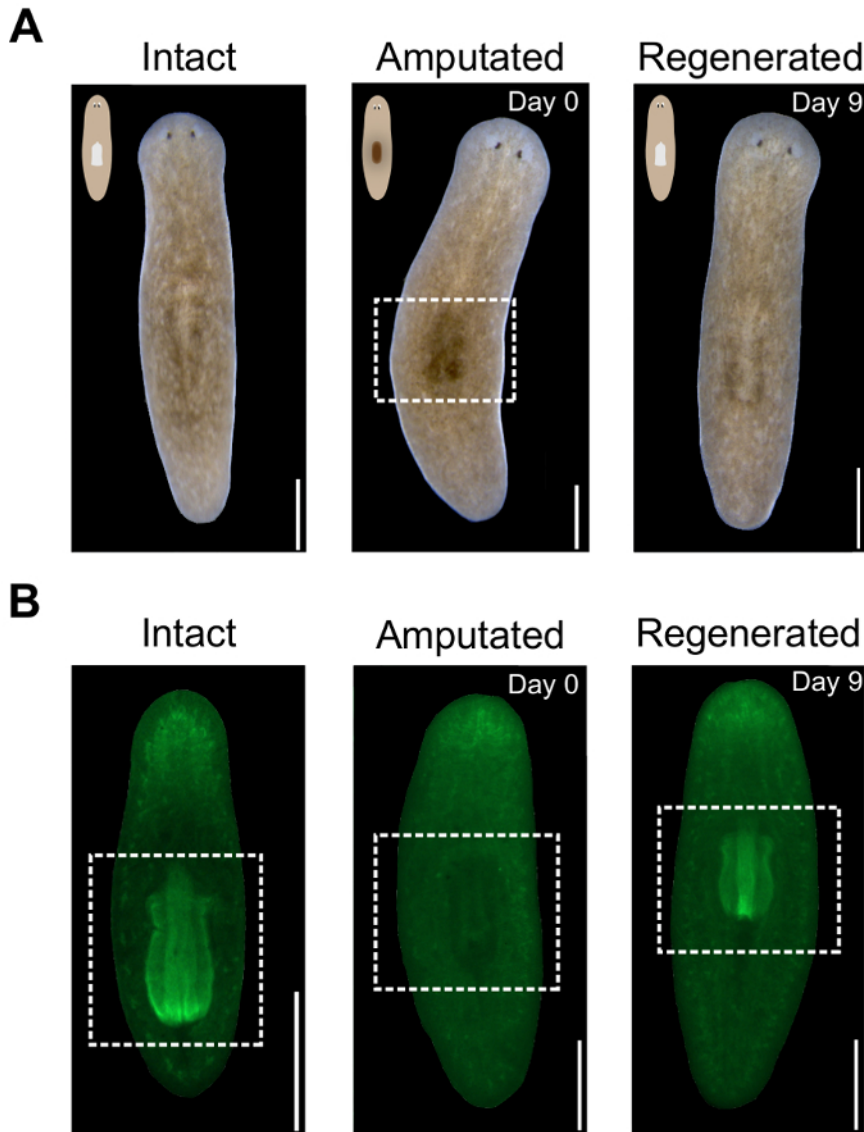 A
Intact
Amputated
Regenerated
Day 0
Day 9
B
Intact
Amputated
Regenerated
Day 0
Day 9